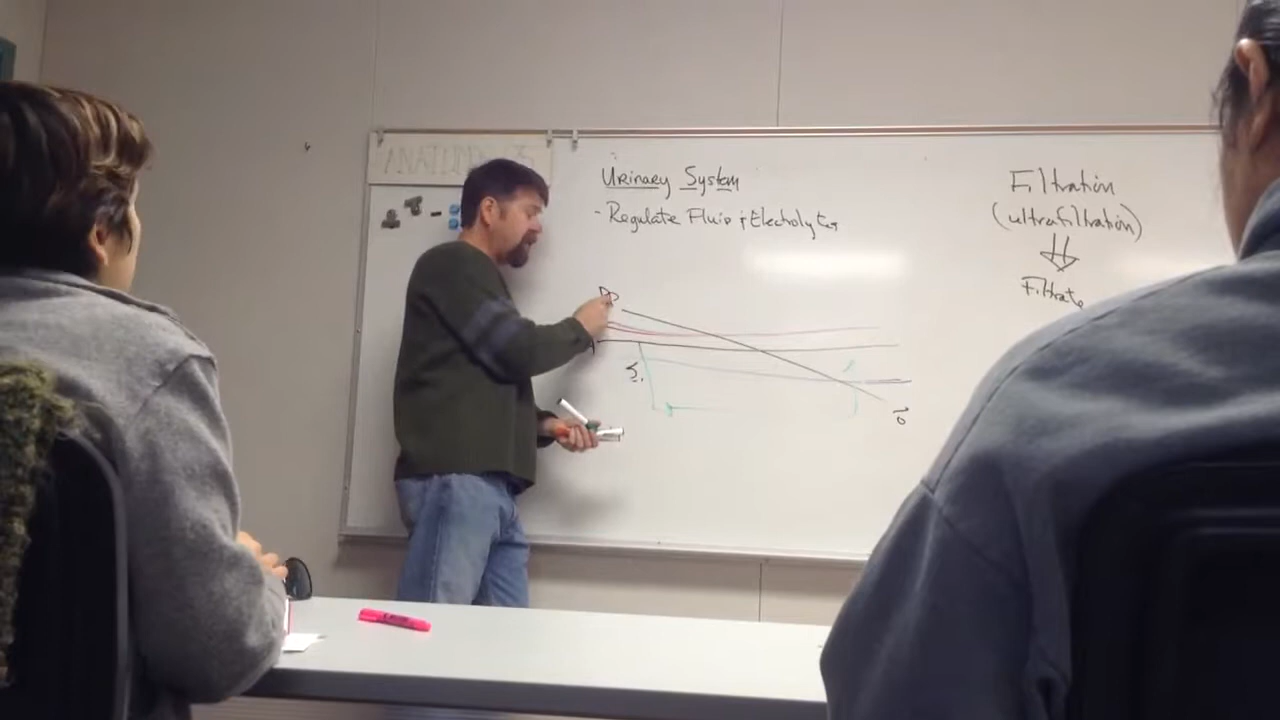 Urinary System
- Regulate Fluid & Electrolytes
Filtration
(ultrafiltration)
Filtrate